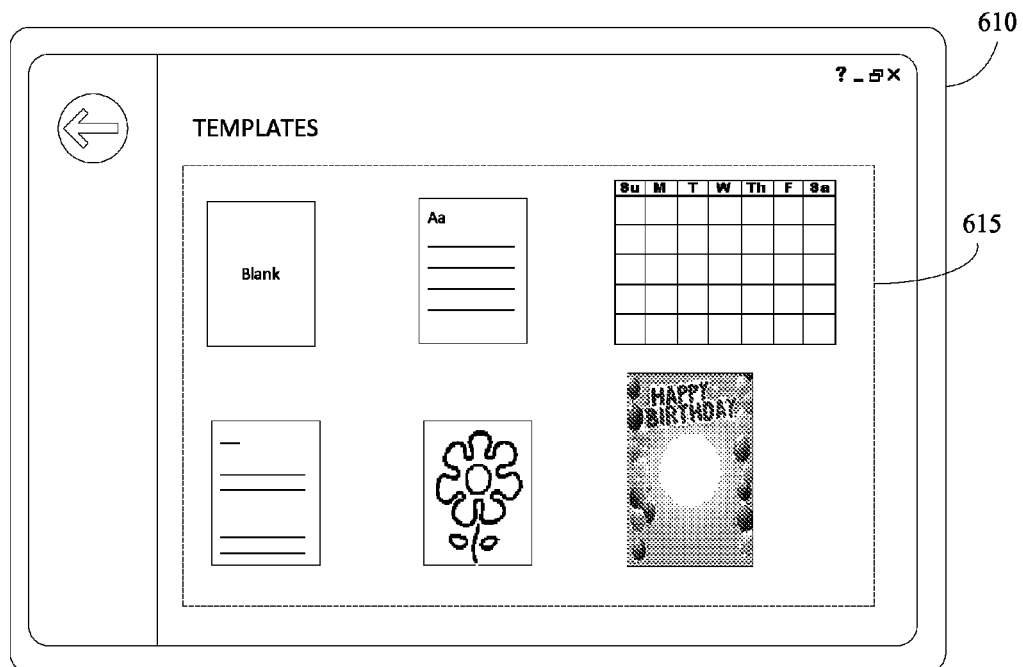 610
? _ 🗗 X
TEMPLATES
Su M T W Th F Sa
615
Aa
Blank
HAPPY
BIRTHDAY